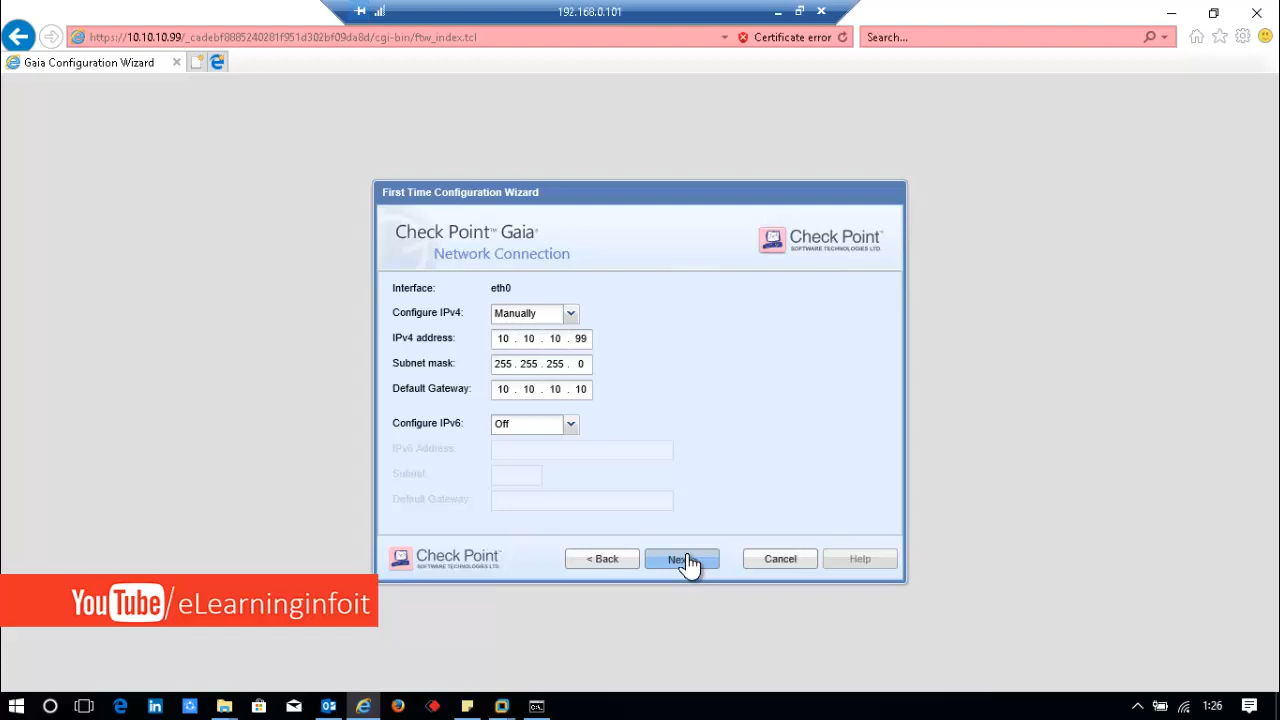 192.168.0.101
https://10.10.10.99/_cadebf8885240281f951d302bf09da8d/cgi-bin/ftw_index.tcl
Certificate error
Search...
Gaia Configuration Wizard
First Time Configuration Wizard
Check Point™ Gaia®
Network Connection
Check Point™
SOFTWARE TECHNOLOGIES LTD.
Interface: eth0
Configure IPv4: Manually
IPv4 address: 10 . 10 . 10 . 99
Subnet mask: 255 . 255 . 255 . 0
Default Gateway: 10 . 10 . 10 . 10
Configure IPv6: Off
IPv6 Address:
Subnet:
Default Gateway:
Check Point™
SOFTWARE TECHNOLOGIES LTD.
< Back
Cancel
Help
YouTube/eLearninginfoit
1:26